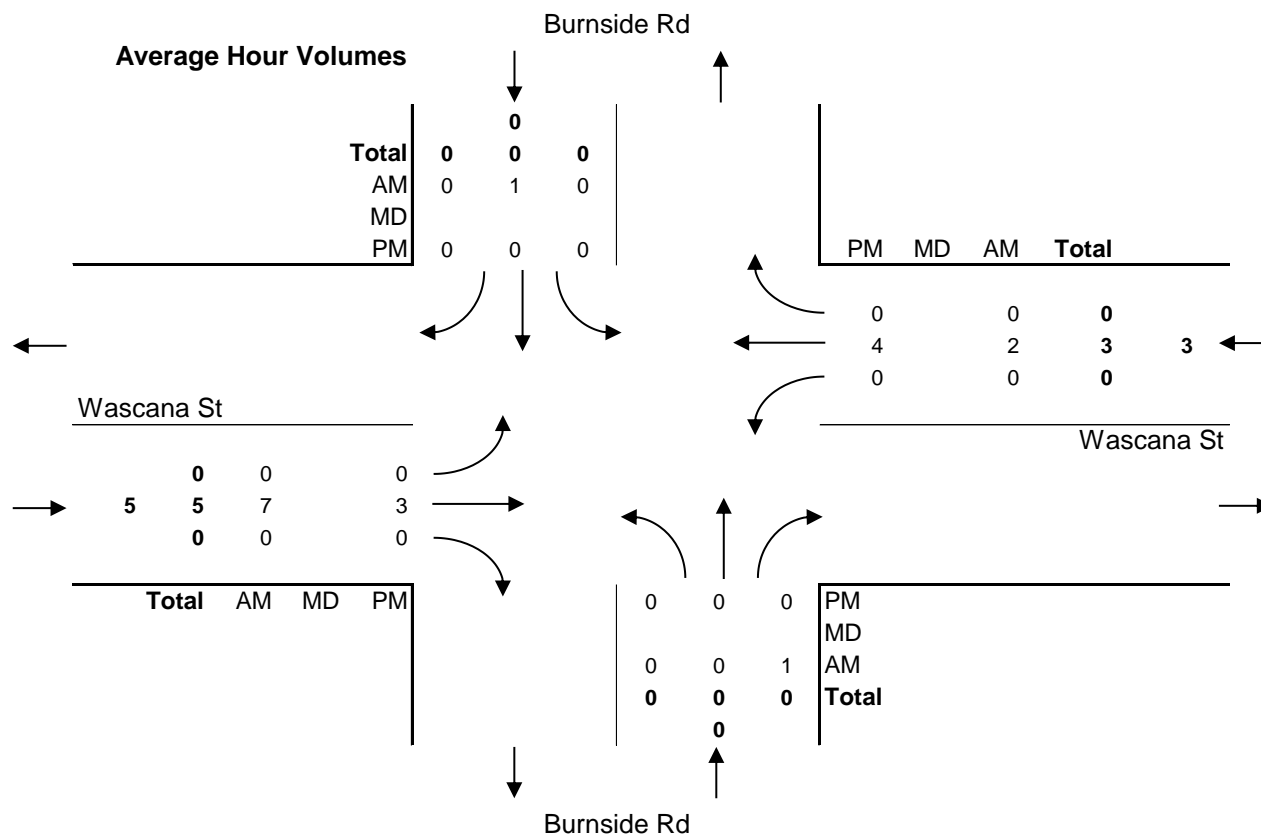 Burnside Rd
Average Hour Volumes
0
Total 0 0 0
AM 0 1 0
MD
PM 0 0 0
PM MD AM Total
0 0 0
4 2 3 3
0 0 0
Wascana St
Wascana St
0 0 0
5 5 7 3
0 0 0
Total AM MD PM
0 0 0 PM
MD
0 0 1 AM
0 0 0 Total
0
Burnside Rd